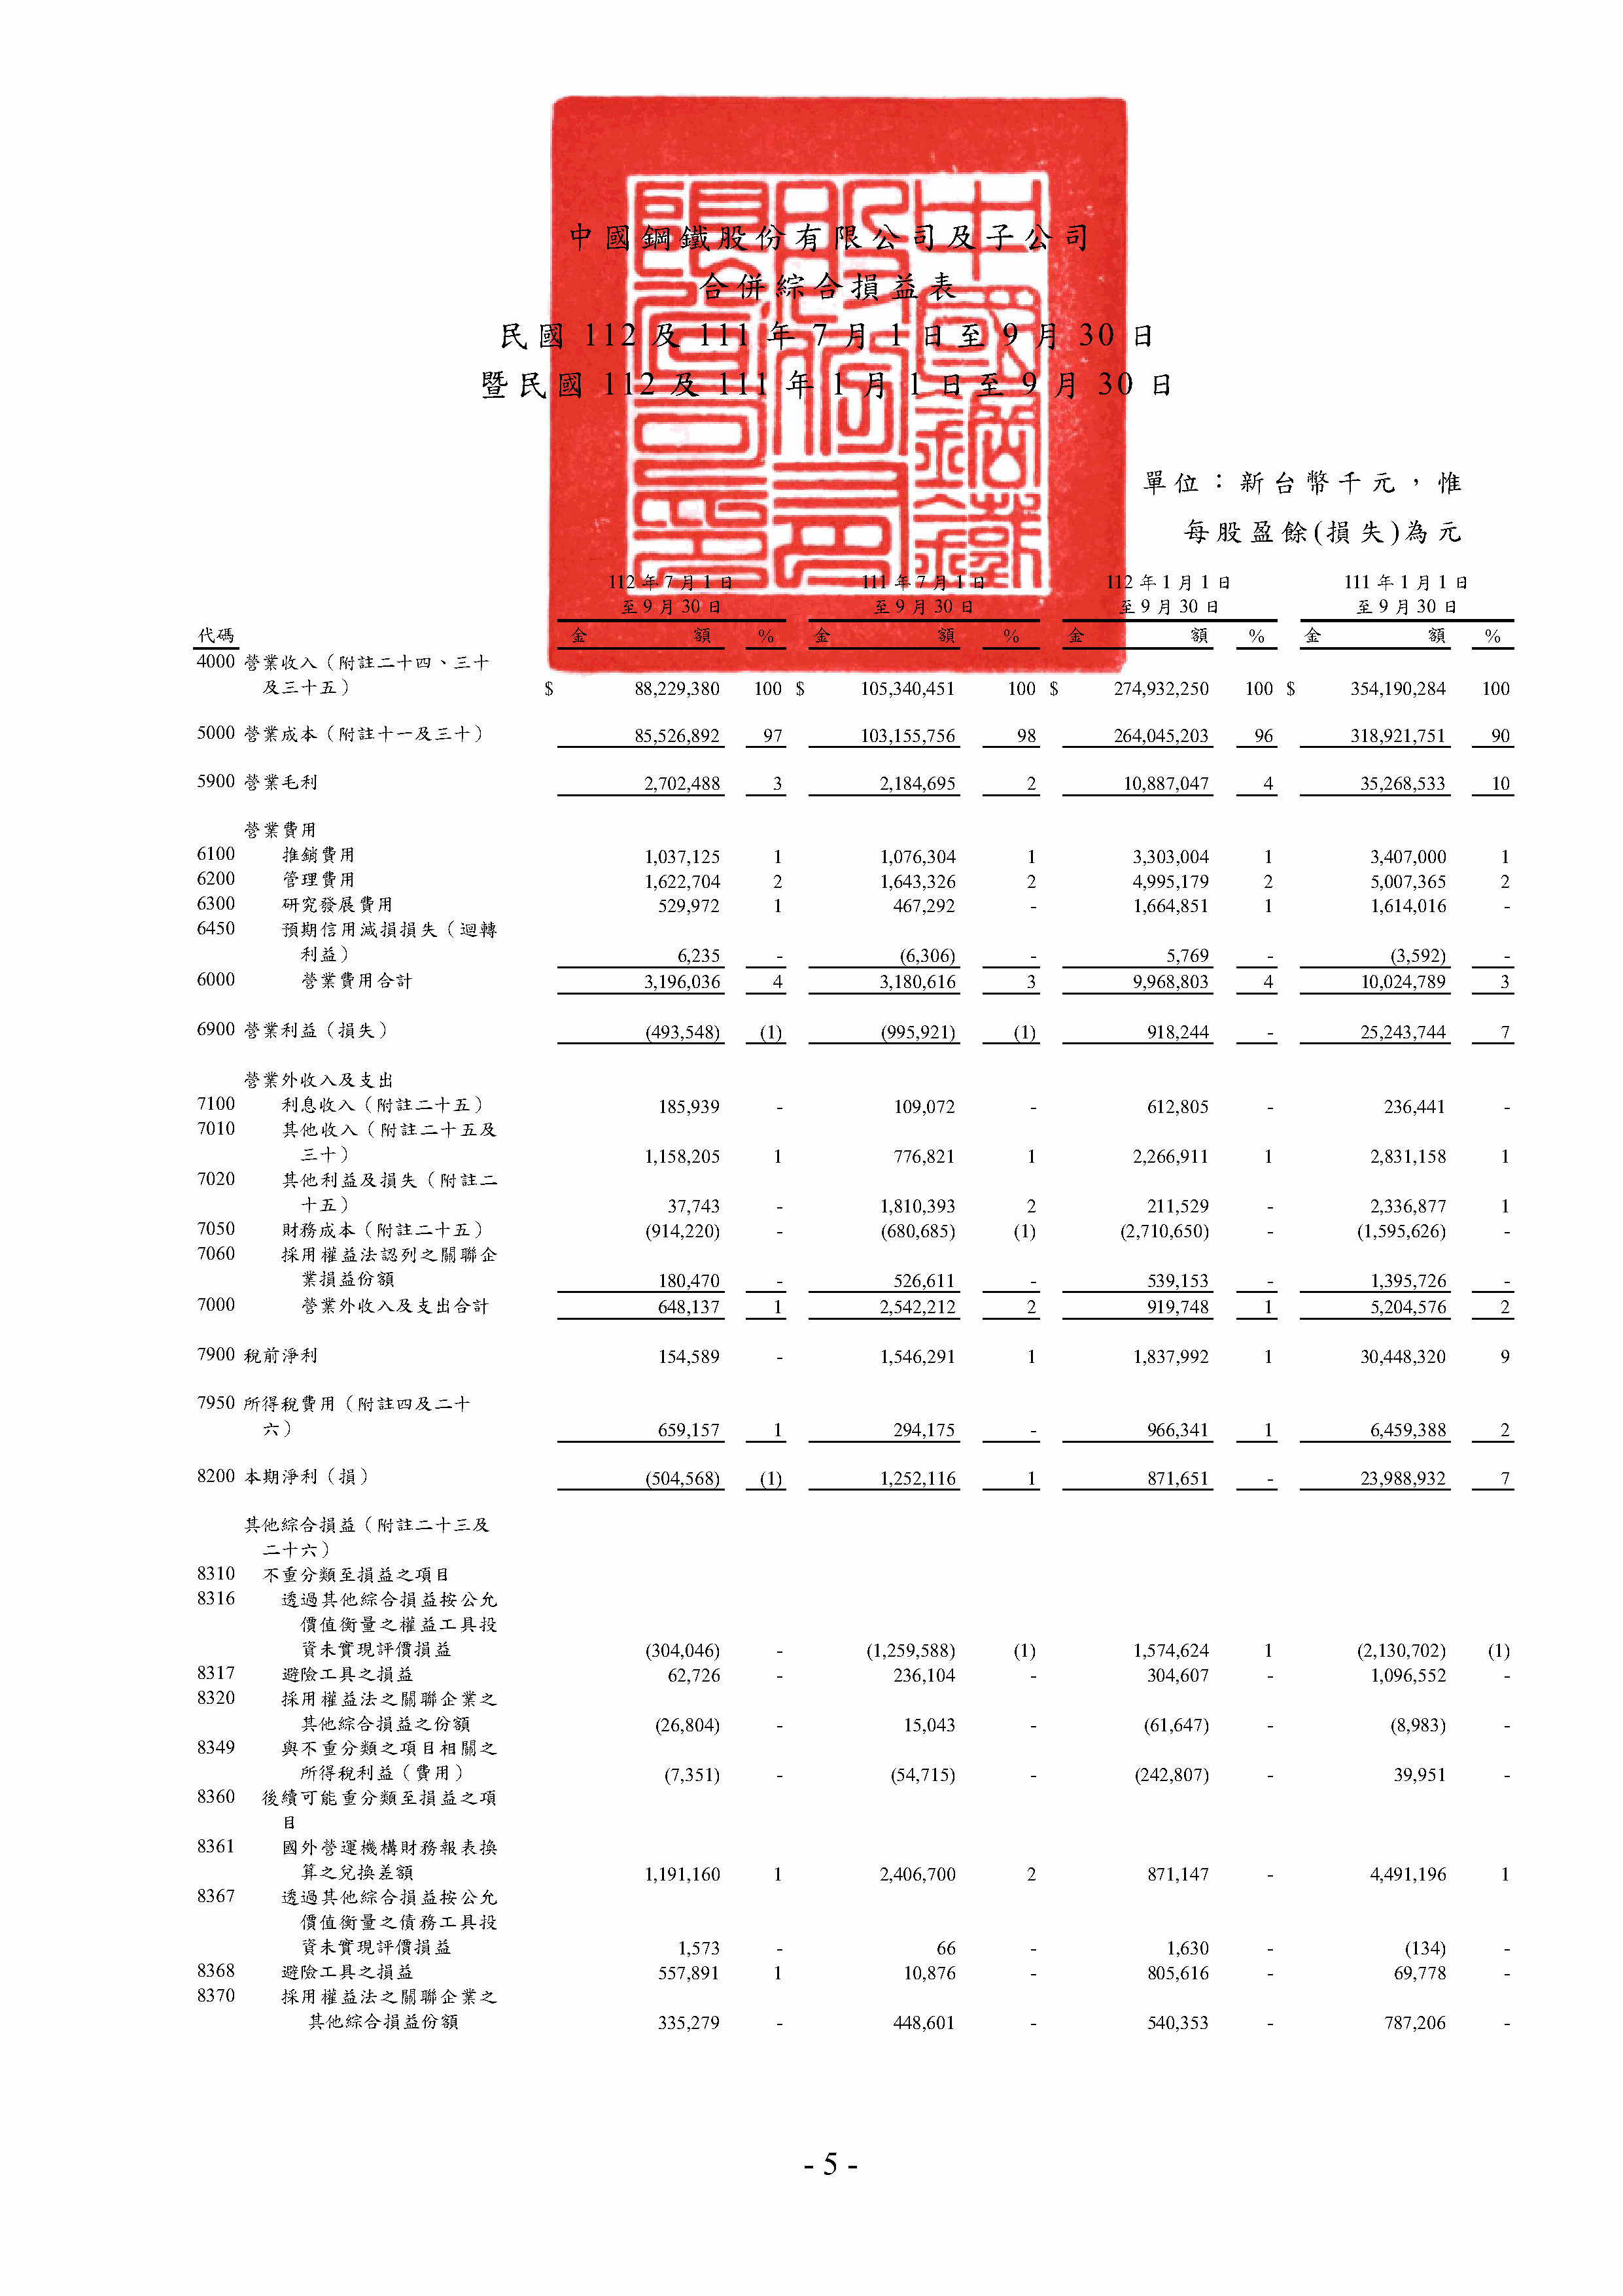 中國鋼鐵股份有限公司及子公司
合併綜合損益表
民國 112 及 111 年 7 月 1 日至 9 月 30 日
暨民國 112 及 111 年 1 月 1 日至 9 月 30 日
單位：新台幣千元，惟
每股盈餘(損失)為元
112 年 7 月 1 日 111 年 7 月 1 日 112 年 1 月 1 日 111 年 1 月 1 日
至 9 月 30 日 至 9 月 30 日 至 9 月 30 日 至 9 月 30 日
代碼 金額 % 金額 % 金額 % 金額 %
4000 營業收入（附註二十四、三十
及三十五） $ 88,229,380 100 $ 105,340,451 100 $ 274,932,250 100 $ 354,190,284 100
5000 營業成本（附註十一及三十） 85,526,892 97 103,155,756 98 264,045,203 96 318,921,751 90
5900 營業毛利 2,702,488 3 2,184,695 2 10,887,047 4 35,268,533 10
營業費用
6100 推銷費用 1,037,125 1 1,076,304 1 3,303,004 1 3,407,000 1
6200 管理費用 1,622,704 2 1,643,326 2 4,995,179 2 5,007,365 2
6300 研究發展費用 529,972 1 467,292 - 1,664,851 1 1,614,016 -
6450 預期信用減損損失（迴轉
利益） 6,235 - (6,306) - 5,769 - (3,592) -
6000 營業費用合計 3,196,036 4 3,180,616 3 9,968,803 4 10,024,789 3
6900 營業利益（損失） (493,548) (1) (995,921) (1) 918,244 - 25,243,744 7
營業外收入及支出
7100 利息收入（附註二十五） 185,939 - 109,072 - 612,805 - 236,441 -
7010 其他收入（附註二十五及
三十） 1,158,205 1 776,821 1 2,266,911 1 2,831,158 1
7020 其他利益及損失（附註二
十五） 37,743 - 1,810,393 2 211,529 - 2,336,877 1
7050 財務成本（附註二十五） (914,220) - (680,685) (1) (2,710,650) - (1,595,626) -
7060 採用權益法認列之關聯企
業損益份額 180,470 - 526,611 - 539,153 - 1,395,726 -
7000 營業外收入及支出合計 648,137 1 2,542,212 2 919,748 1 5,204,576 2
7900 稅前淨利 154,589 - 1,546,291 1 1,837,992 1 30,448,320 9
7950 所得稅費用（附註四及二十
六） 659,157 1 294,175 - 966,341 1 6,459,388 2
8200 本期淨利（損） (504,568) (1) 1,252,116 1 871,651 - 23,988,932 7
其他綜合損益（附註二十三及
二十六）
8310 不重分類至損益之項目
8316 透過其他綜合損益按公允
價值衡量之權益工具投
資未實現評價損益 (304,046) - (1,259,588) (1) 1,574,624 1 (2,130,702) (1)
8317 避險工具之損益 62,726 - 236,104 - 304,607 - 1,096,552 -
8320 採用權益法之關聯企業之
其他綜合損益之份額 (26,804) - 15,043 - (61,647) - (8,983) -
8349 與不重分類之項目相關之
所得稅利益（費用） (7,351) - (54,715) - (242,807) - 39,951 -
8360 後續可能重分類至損益之項
目
8361 國外營運機構財務報表換
算之兌換差額 1,191,160 1 2,406,700 2 871,147 - 4,491,196 1
8367 透過其他綜合損益按公允
價值衡量之債務工具投
資未實現評價損益 1,573 - 66 - 1,630 - (134) -
8368 避險工具之損益 557,891 1 10,876 - 805,616 - 69,778 -
8370 採用權益法之關聯企業之
其他綜合損益份額 335,279 - 448,601 - 540,353 - 787,206 -
- 5 -